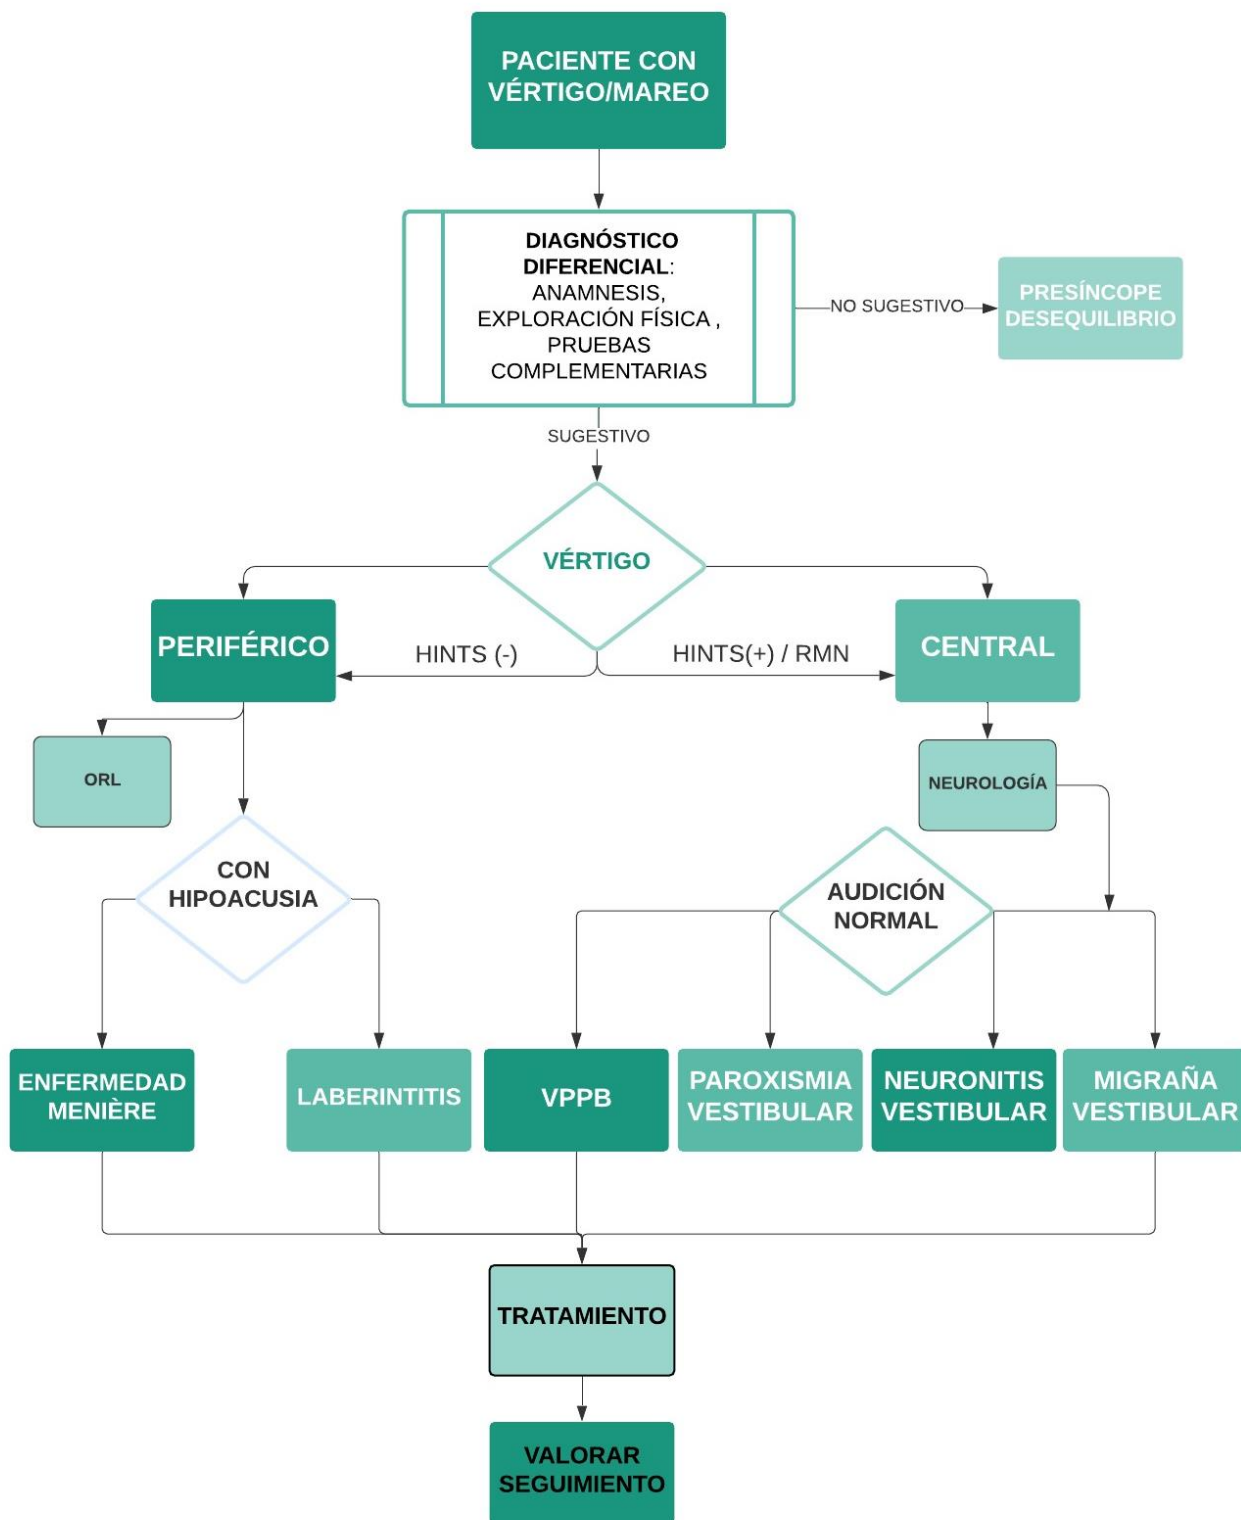 PACIENTE CON
VÉRTIGO/MAREO
DIAGNÓSTICO
DIFERENCIAL:
ANAMNESIS,
EXPLORACIÓN FÍSICA ,
PRUEBAS
COMPLEMENTARIAS
NO SUGESTIVO
PRESÍNCOPE
DESEQUILIBRIO
SUGESTIVO
VÉRTIGO
PERIFÉRICO
HINTS (-)
HINTS(+) / RMN
CENTRAL
ORL
NEUROLOGÍA
CON
HIPOACUSIA
AUDICIÓN
NORMAL
ENFERMEDAD
MENIÈRE
LABERINTITIS
VPPB
PAROXISMIA
VESTIBULAR
NEURONITIS
VESTIBULAR
MIGRAÑA
VESTIBULAR
TRATAMIENTO
VALORAR
SEGUIMIENTO